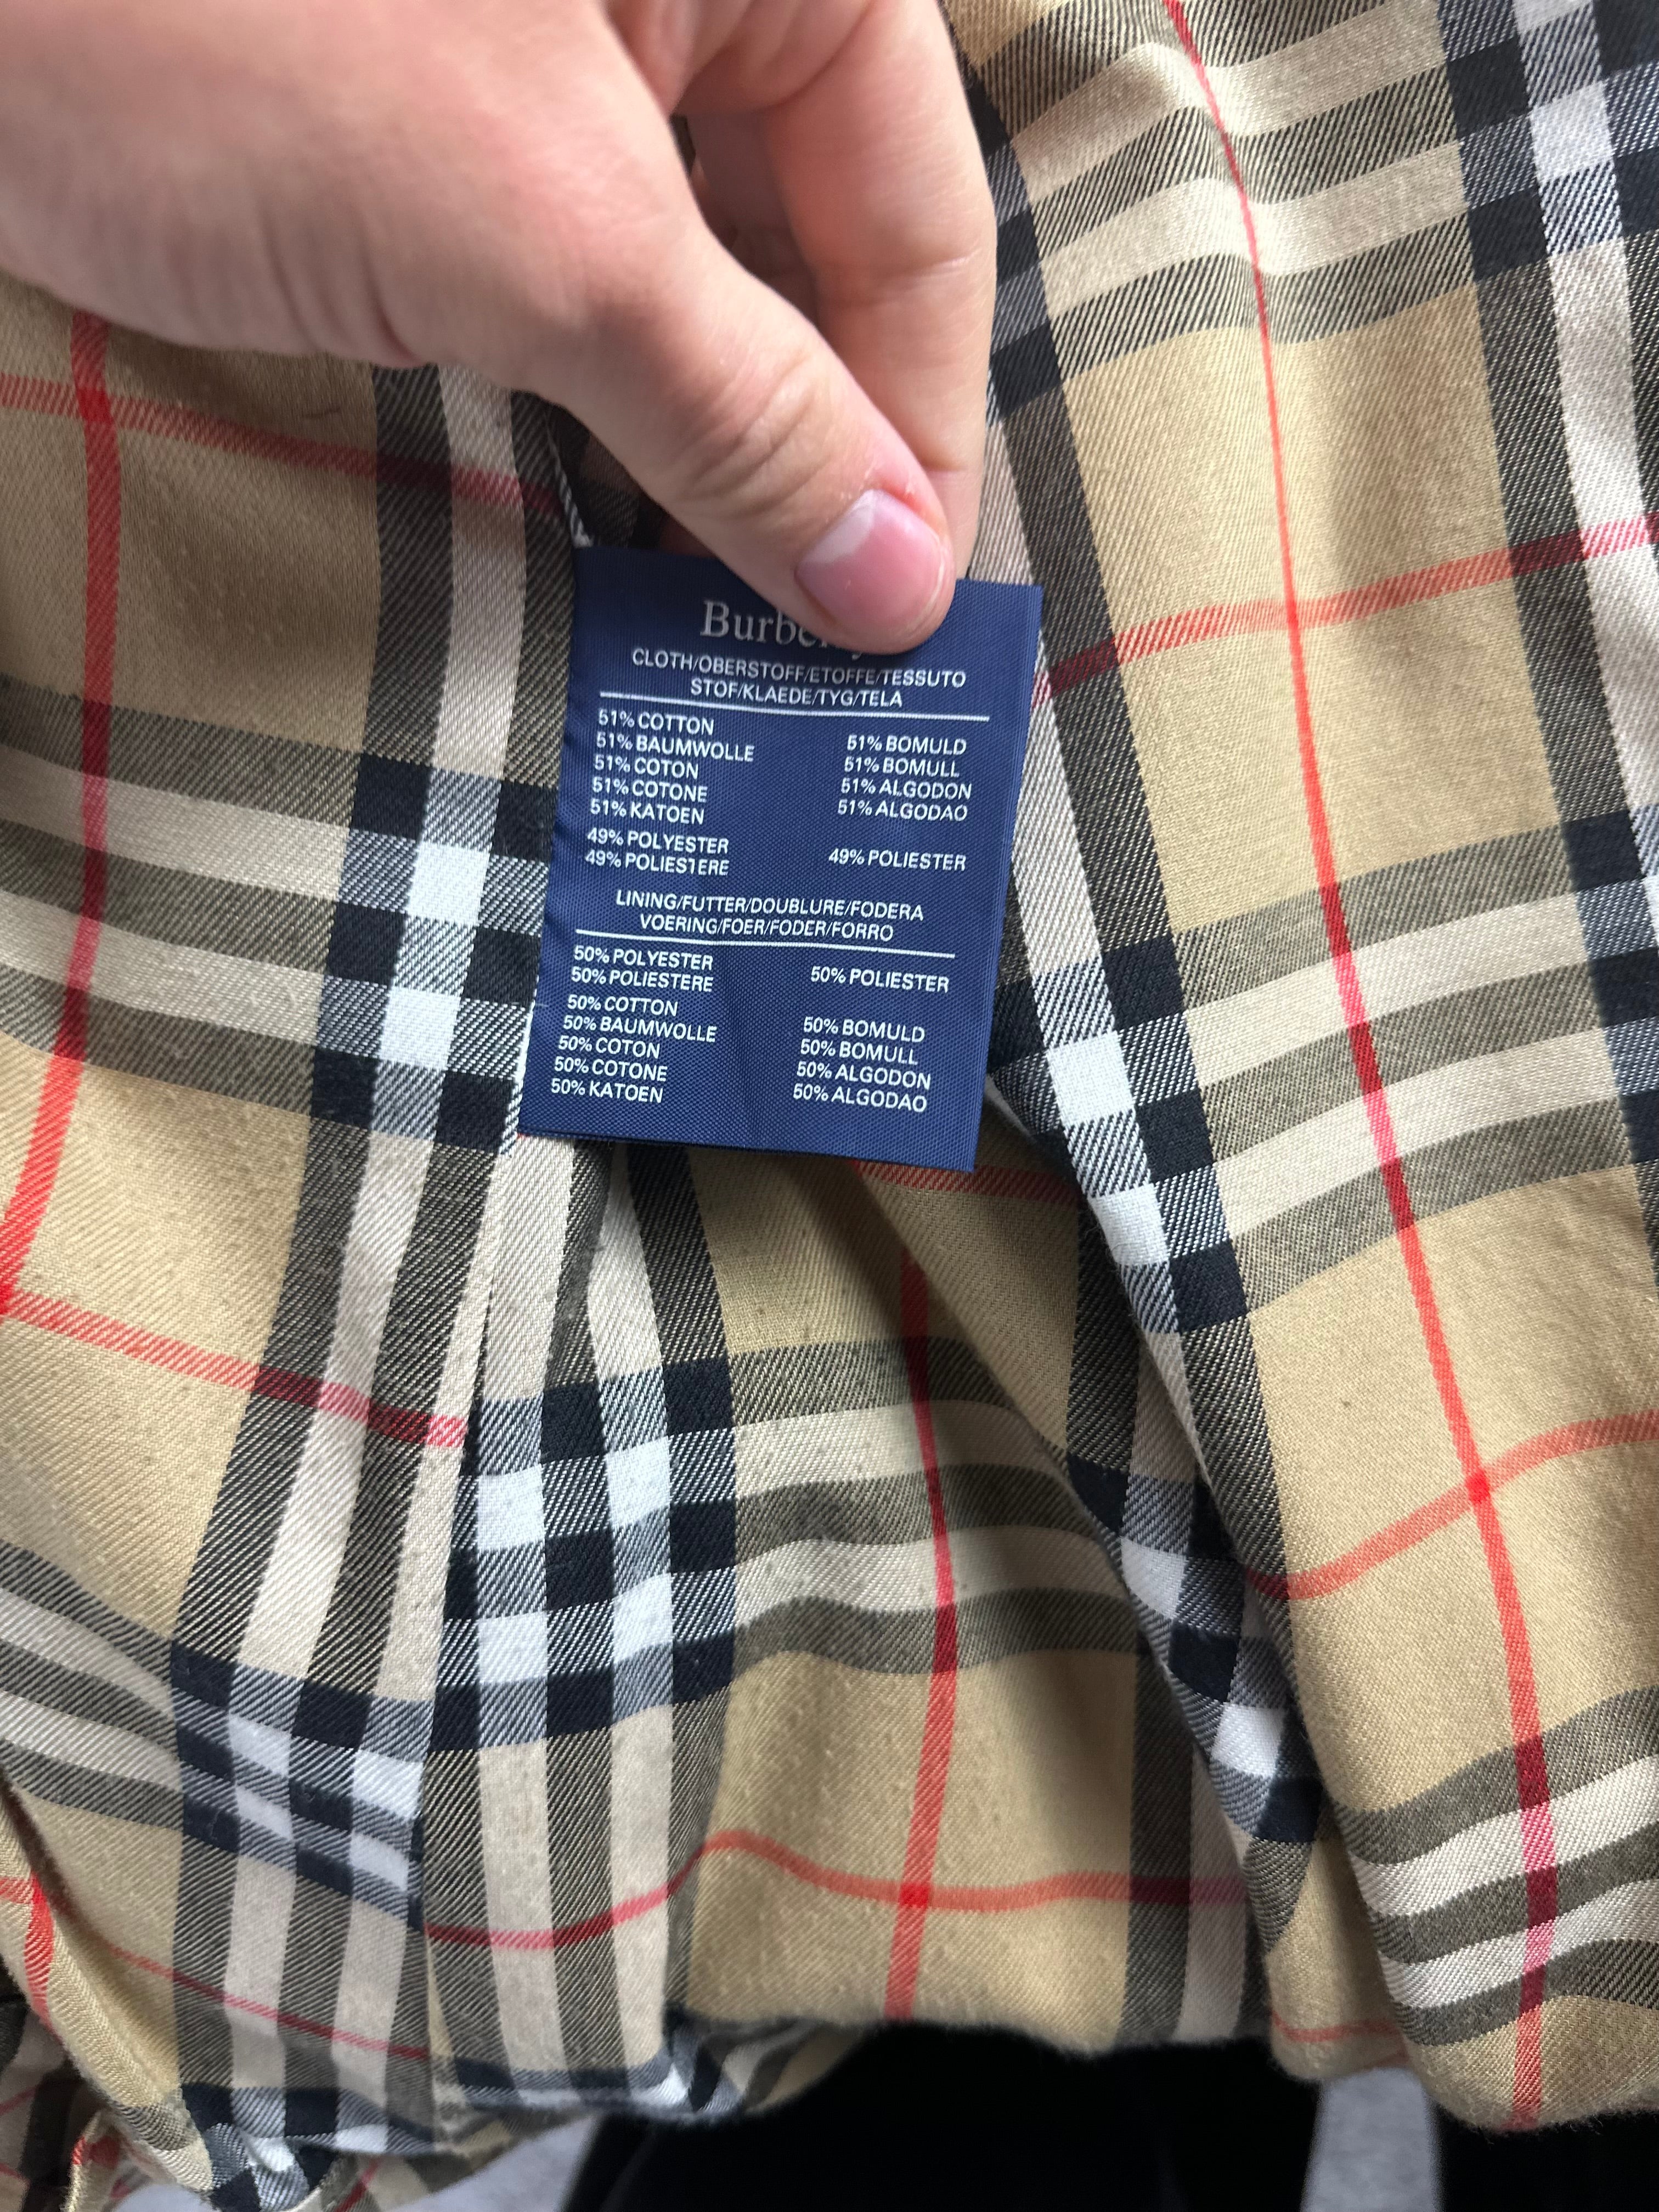 CLOTH/OBERSTOFF/ETOFFE/TESSUTO
STOF/KLAEDE/TYG/TELA
51% COTTON
51% BAUMWOLLE 51% BOMULD
51% COTON 51% BOMULL
51% COTONE 51% ALGODON
51% KATOEN 51% ALGODAO
49% POLYESTER
49% POLIESTERE 49% POLIESTER
LINING/FUTTER/DOUBLURE/FODERA
VOERING/FOER/FODER/FORRO
50% POLYESTER
50% POLIESTERE 50% POLIESTER
50% COTTON
50% BAUMWOLLE 50% BOMULD
50% COTON 50% BOMULL
50% COTONE 50% ALGODON
50% KATOEN 50% ALGODAO